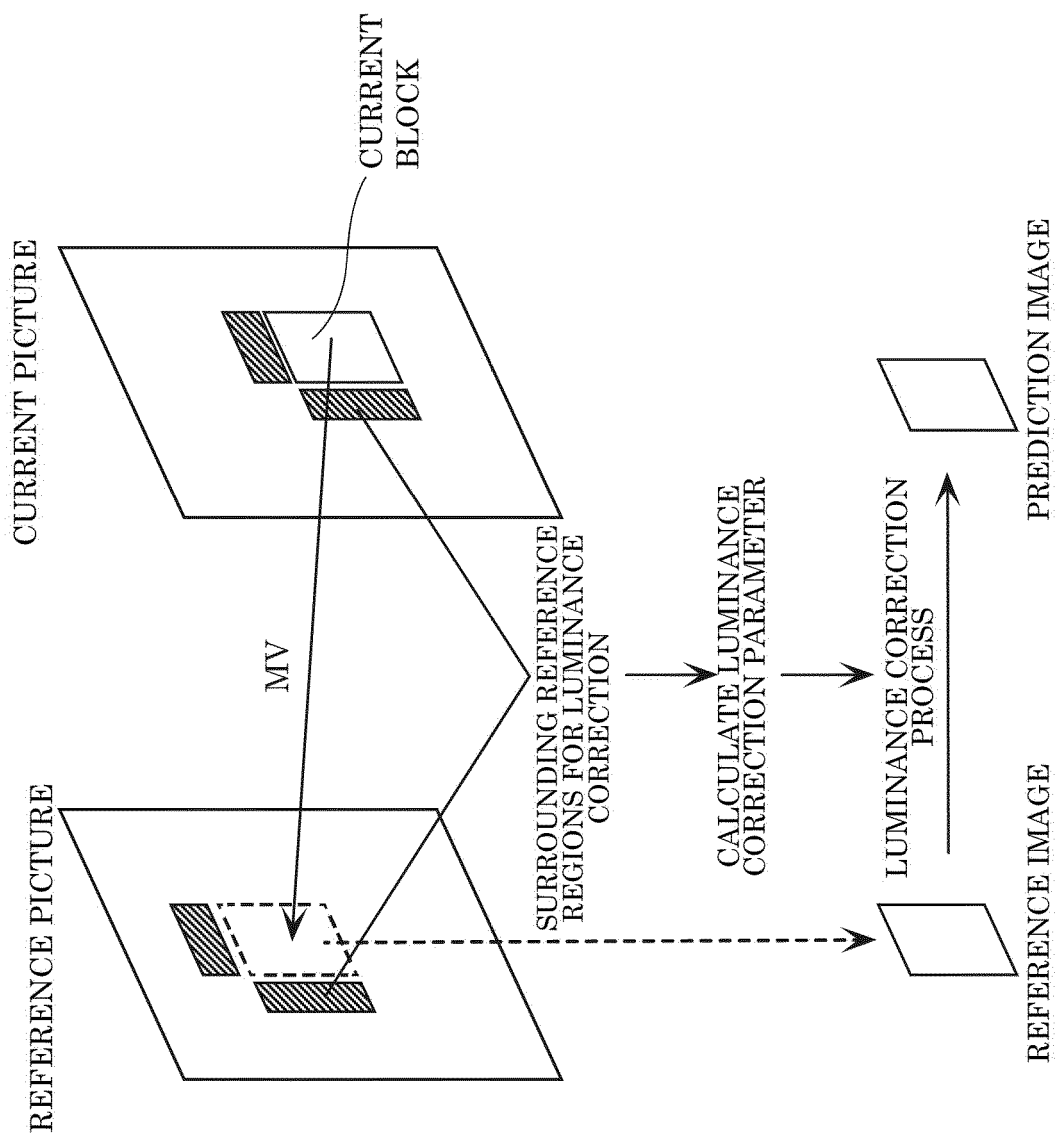 REFERENCE PICTURE
CURRENT PICTURE
MV
CURRENT
BLOCK
SURROUNDING REFERENCE
REGIONS FOR LUMINANCE
CORRECTION
CALCULATE LUMINANCE
CORRECTION PARAMETER
LUMINANCE CORRECTION
PROCESS
REFERENCE IMAGE
PREDICTION IMAGE